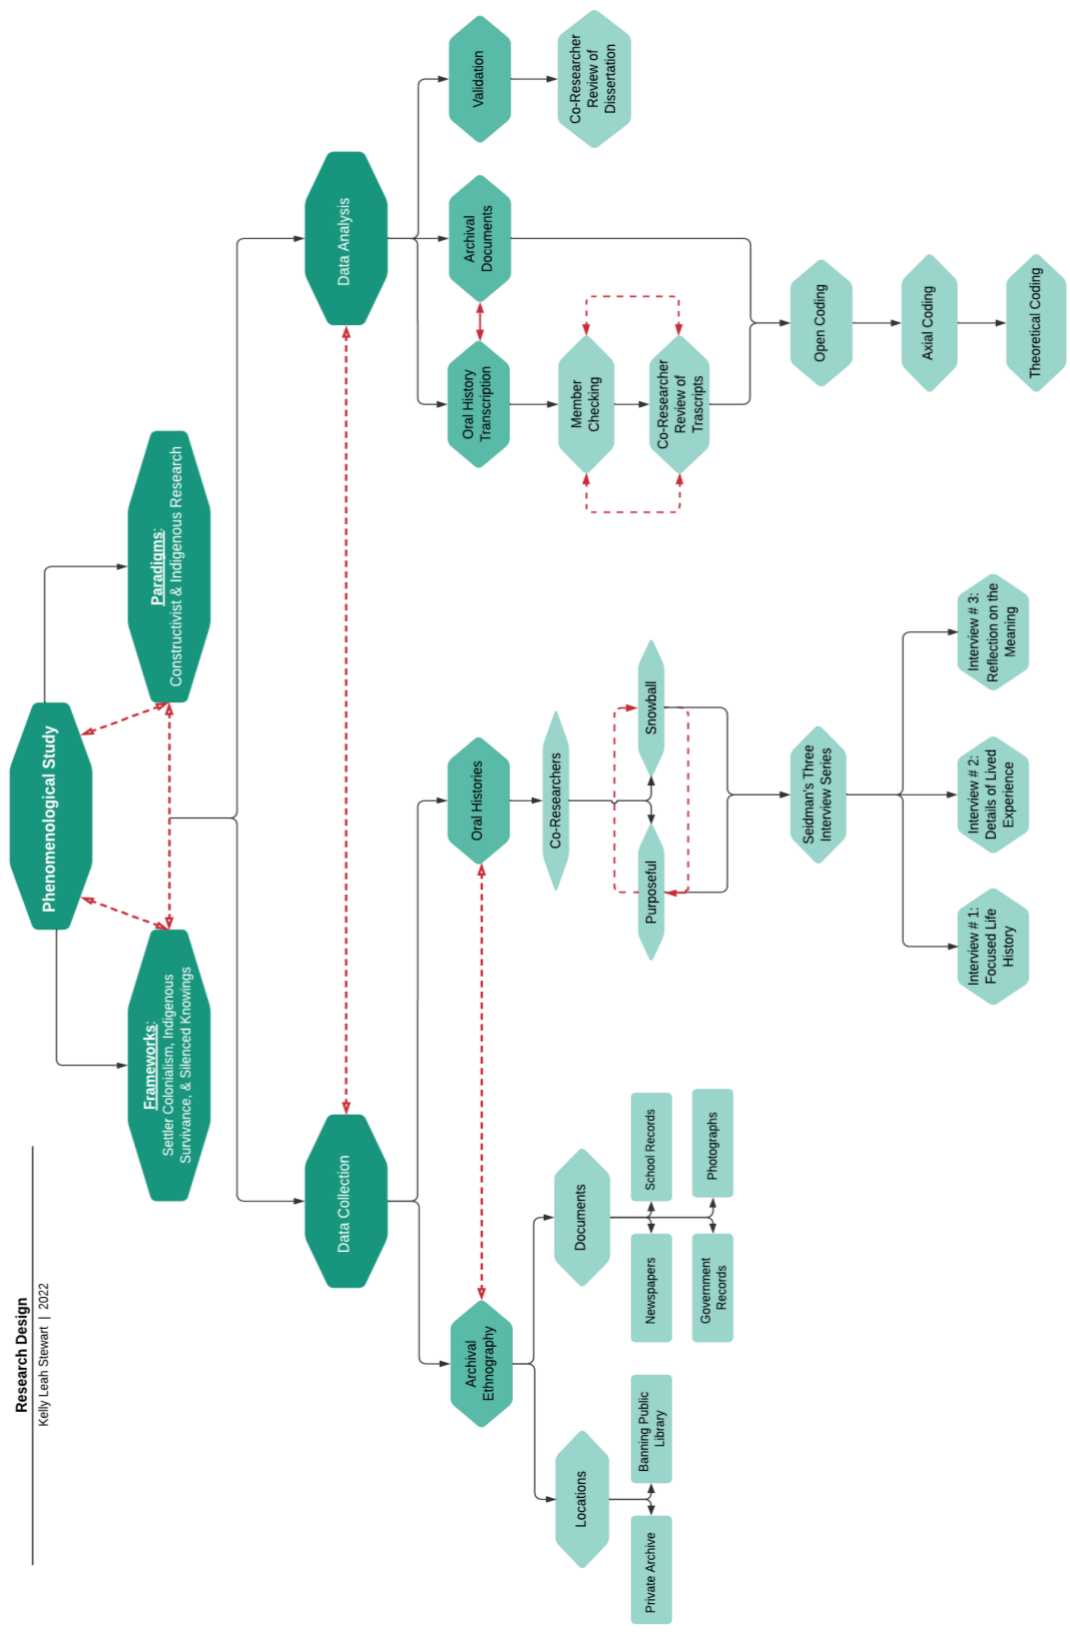 Research Design
Kelly Leah Stewart | 2022
Phenomenological Study
Frameworks:
Settler Colonialism, Indigenous
Survivance, & Silenced Knowings
Paradigms:
Constructivist & Indigenous Research
Data Collection
Data Analysis
Archival
Ethnography
Oral Histories
Oral History
Transcription
Archival
Documents
Validation
Locations
Documents
Co-Researchers
Member
Checking
Co-Researcher
Review of
Dissertation
Private Archive
Banning Public
Library
Newspapers
School Records
Government
Records
Photographs
Purposeful
Snowball
Co-Researcher
Review of
Trascripts
Seidman's Three
Interview Series
Open Coding
Axial Coding
Theoretical Coding
Interview # 1:
Focused Life
History
Interview # 2:
Details of Lived
Experience
Interview # 3:
Reflection on the
Meaning